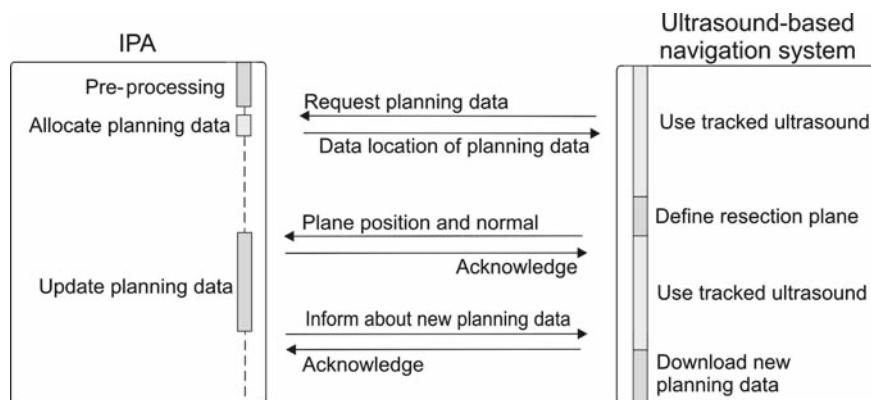 IPA
Ultrasound-based
navigation system
Pre-processing
Request planning data
Allocate planning data
Use tracked ultrasound
Data location of planning data
Plane position and normal
Define resection plane
Acknowledge
Update planning data
Use tracked ultrasound
Inform about new planning data
Acknowledge
Download new
planning data